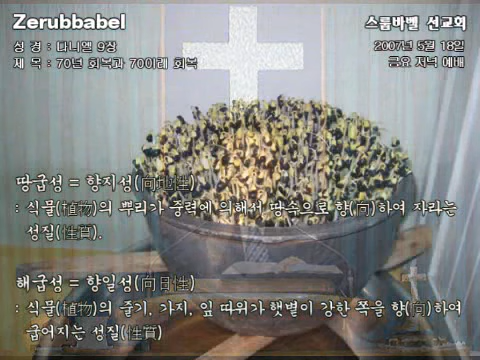 Zerubbabel
스룹바벨 선교회
성 경 : 다니엘 9장
2007년 5월 18일
제 목 : 70년 회복과 70이레 회복
금요 저녁 예배
땅굽성 = 향지성(向地性)
: 식물(植物)의 뿌리가 중력에 의해서 땅속으로 향(向)하여 자라는
성질(性質).
해굽성 = 향일성(向日性)
: 식물(植物)의 줄기, 가지, 잎 따위가 햇볕이 강한 쪽을 향(向)하여
굽어지는 성질(性質)